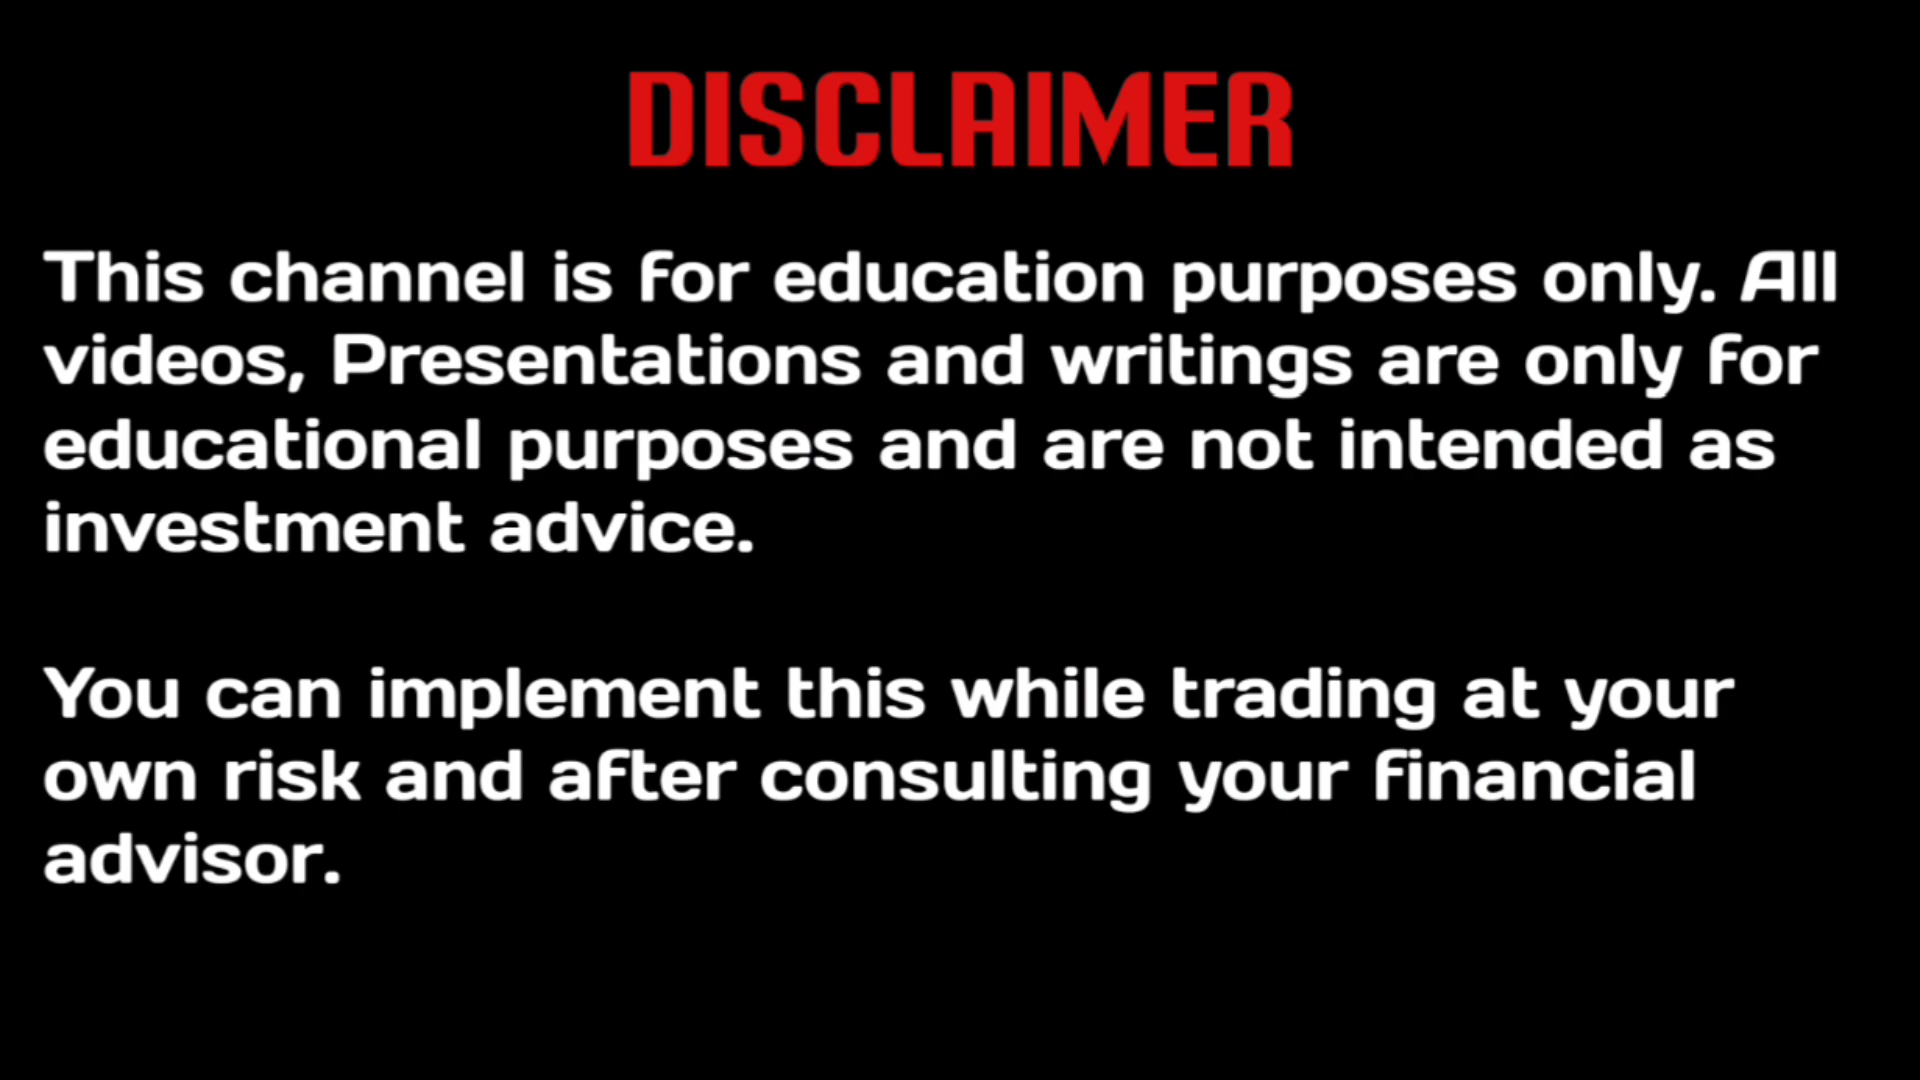 DISCLAIMER
This channel is for education purposes only. All
videos, Presentations and writings are only for
educational purposes and are not intended as
investment advice.
You can implement this while trading at your
own risk and after consulting your financial
advisor.